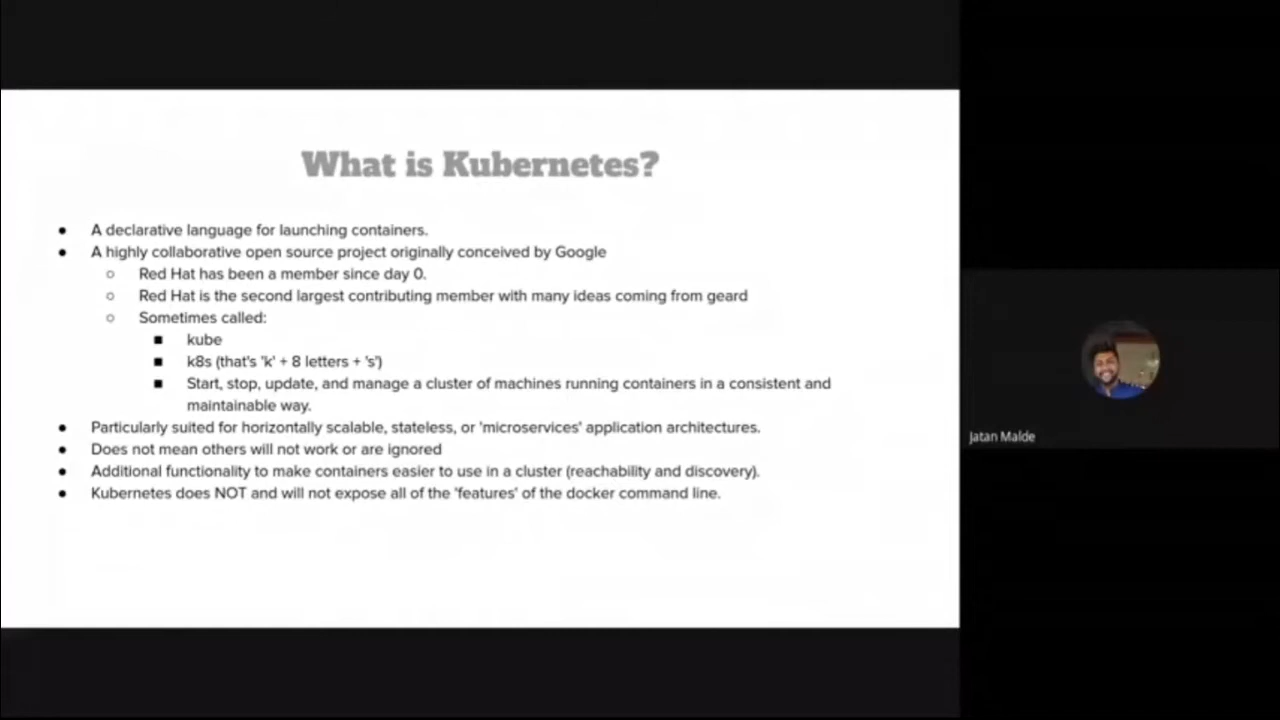 What is Kubernetes?
● A declarative language for launching containers.
● A highly collaborative open source project originally conceived by Google
○ Red Hat has been a member since day 0.
○ Red Hat is the second largest contributing member with many ideas coming from geard
○ Sometimes called:
■ kube
■ k8s (that's 'k' + 8 letters + 's')
■ Start, stop, update, and manage a cluster of machines running containers in a consistent and
maintainable way.
● Particularly suited for horizontally scalable, stateless, or 'microservices' application architectures.
● Does not mean others will not work or are ignored
● Additional functionality to make containers easier to use in a cluster (reachability and discovery).
● Kubernetes does NOT and will not expose all of the 'features' of the docker command line.
Jatan Malde